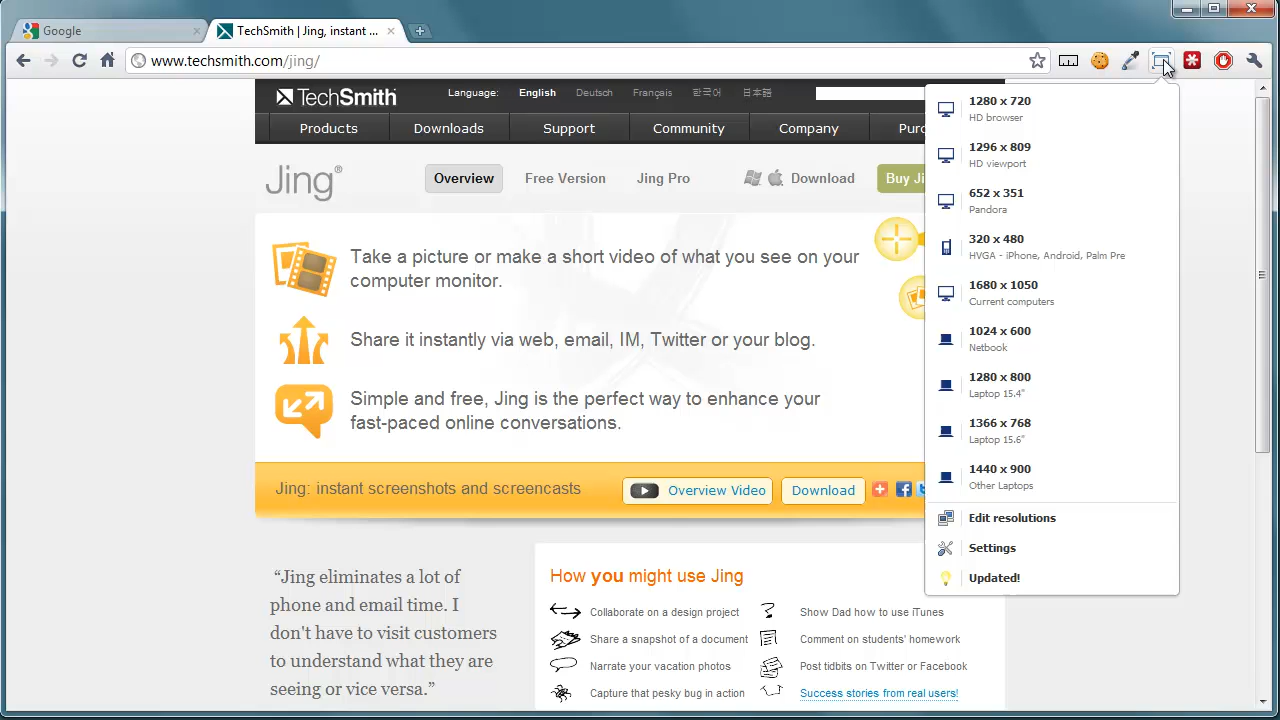 Google
TechSmith | Jing, instant ...
www.techsmith.com/jing/
TechSmith
Language: English Deutsch Français 한국어 日本語
Products Downloads Support Community Company Purc
Jing®
Overview Free Version Jing Pro Download Buy Ji
Take a picture or make a short video of what you see on your
computer monitor.
Share it instantly via web, email, IM, Twitter or your blog.
Simple and free, Jing is the perfect way to enhance your
fast-paced online conversations.
Jing: instant screenshots and screencasts Overview Video Download
“Jing eliminates a lot of
phone and email time. I
don't have to visit customers
to understand what they are
seeing or vice versa.”
How you might use Jing
Collaborate on a design project
Share a snapshot of a document
Narrate your vacation photos
Capture that pesky bug in action
Show Dad how to use iTunes
Comment on students' homework
Post tidbits on Twitter or Facebook
Success stories from real users!
1280 x 720
HD browser
1296 x 809
HD viewport
652 x 351
Pandora
320 x 480
HVGA - iPhone, Android, Palm Pre
1680 x 1050
Current computers
1024 x 600
Netbook
1280 x 800
Laptop 15.4"
1366 x 768
Laptop 15.6"
1440 x 900
Other Laptops
Edit resolutions
Settings
Updated!